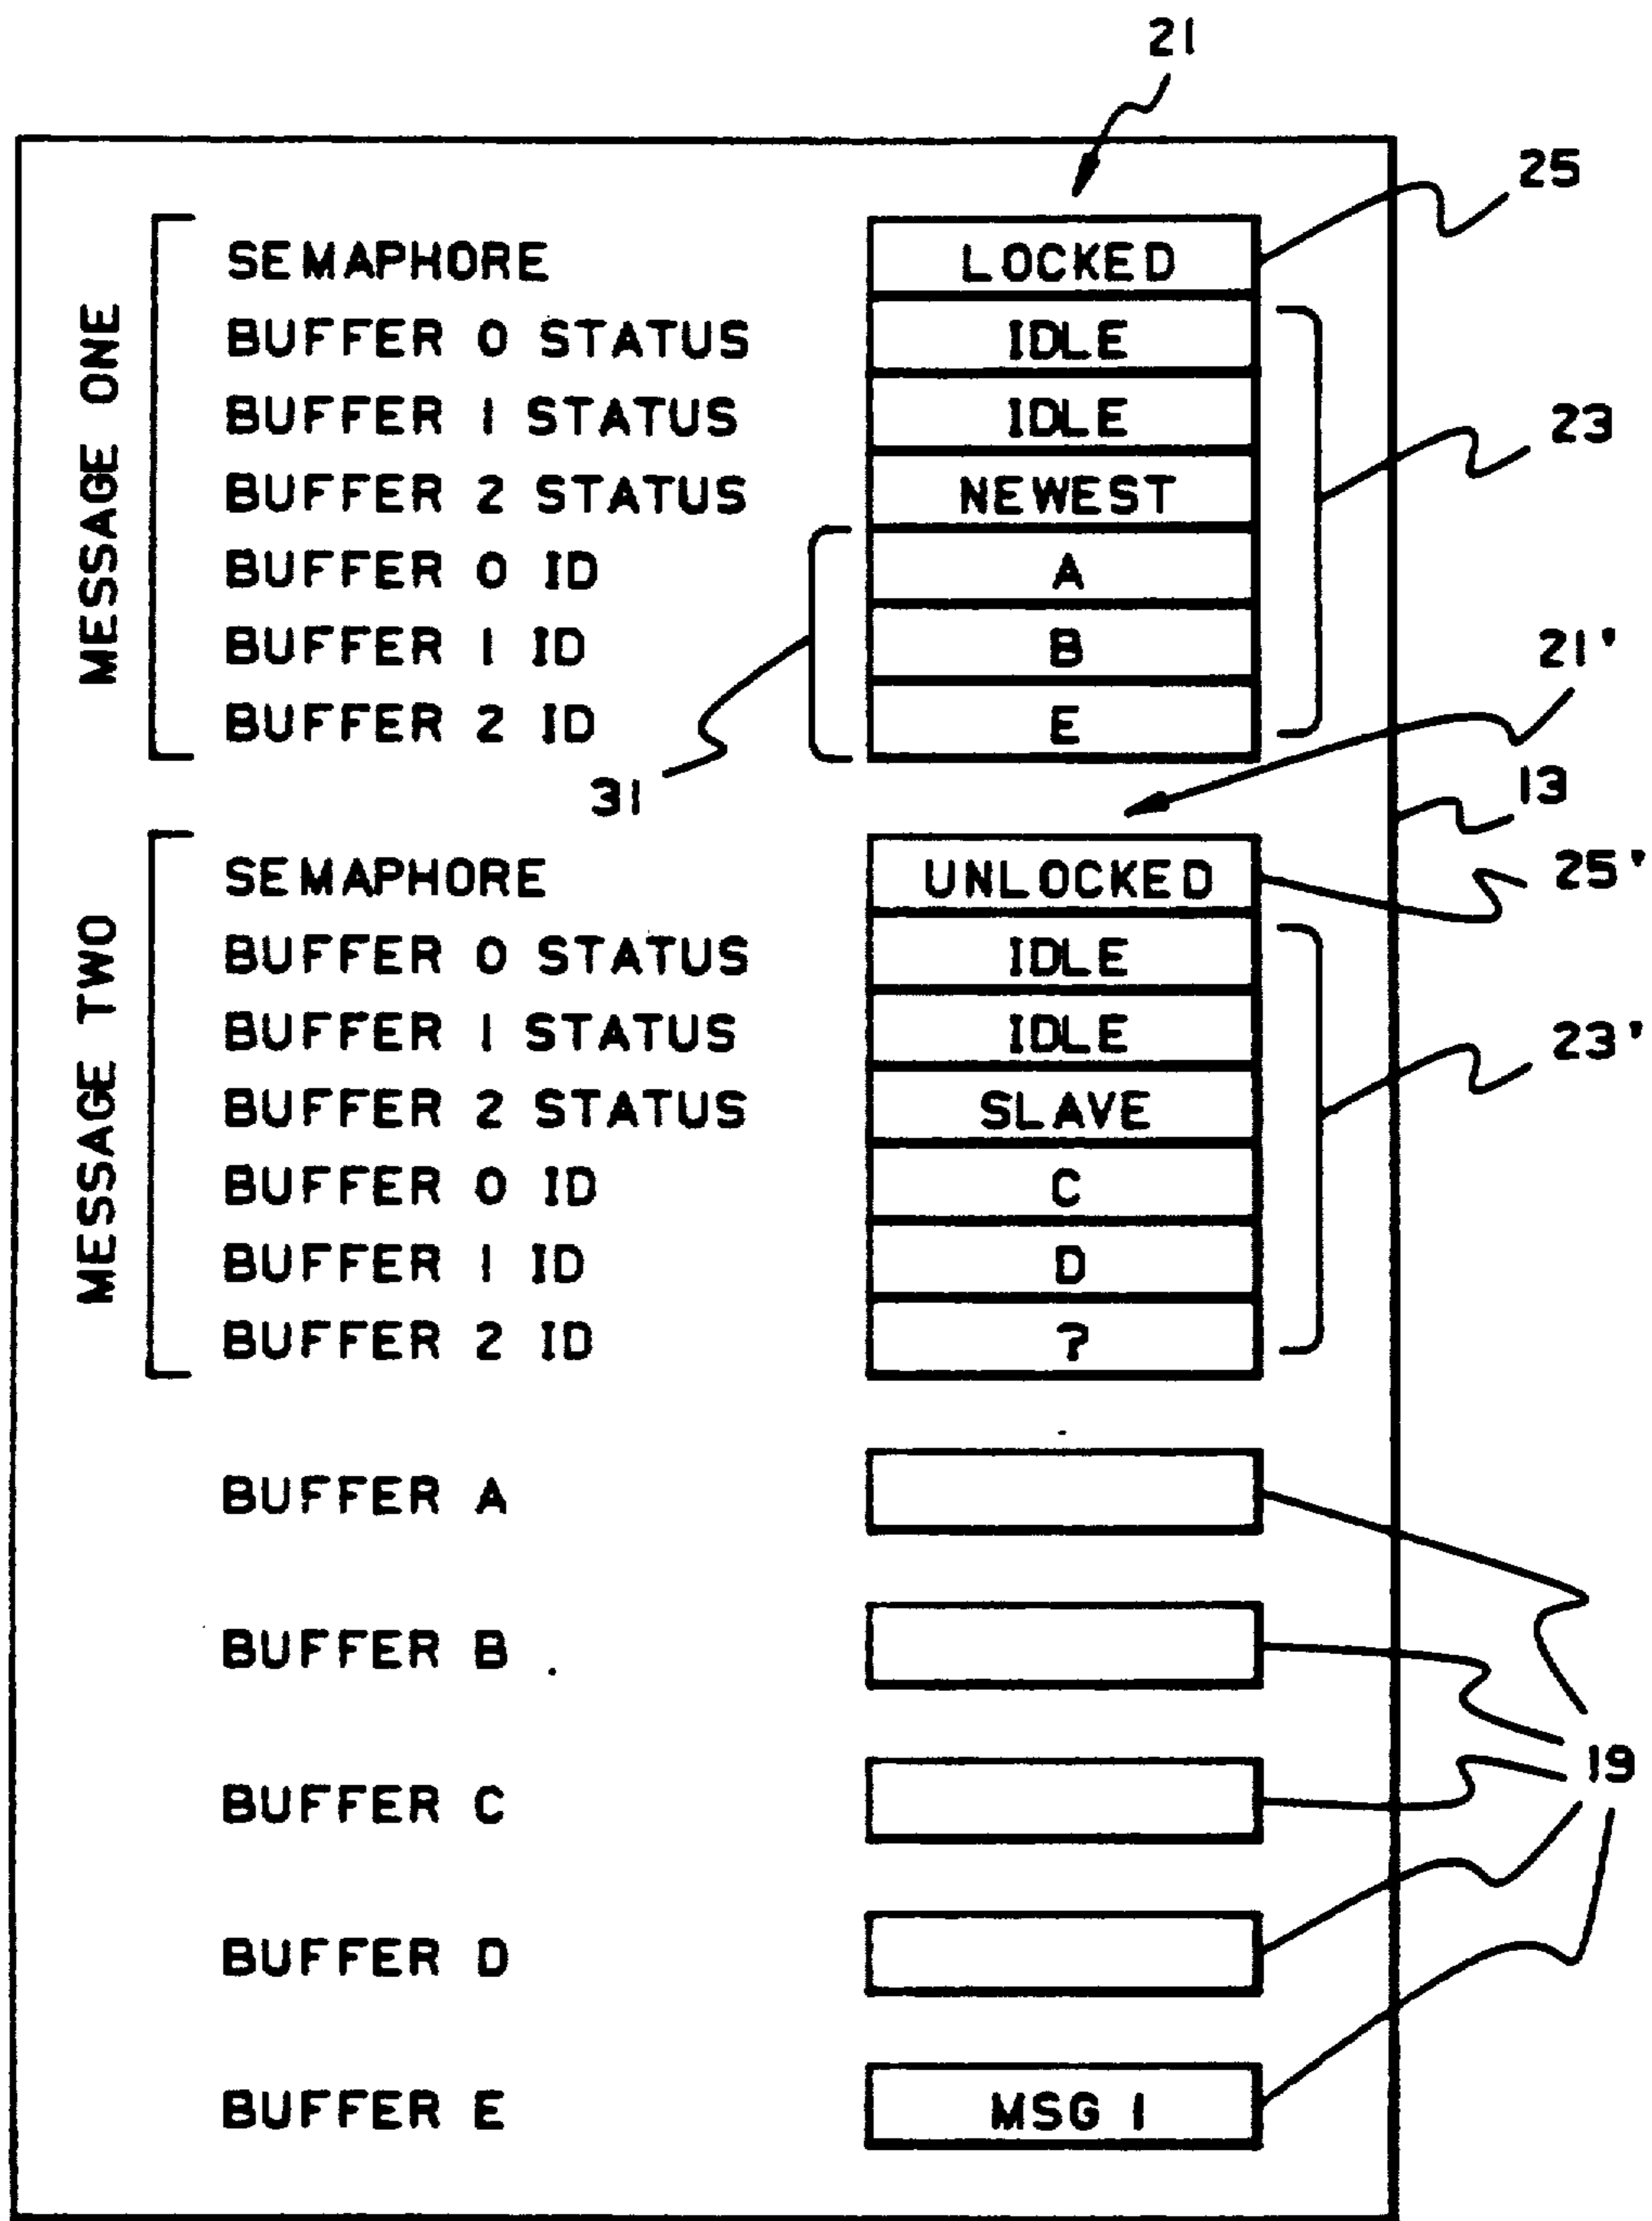 21
25
MESSAGE ONE
SEMAPHORE LOCKED
BUFFER 0 STATUS IDLE
BUFFER 1 STATUS IDLE
23
BUFFER 2 STATUS NEWEST
BUFFER 0 ID A
BUFFER 1 ID B
21'
BUFFER 2 ID E
31
13
MESSAGE TWO
SEMAPHORE UNLOCKED
25'
BUFFER 0 STATUS IDLE
BUFFER 1 STATUS IDLE
23'
BUFFER 2 STATUS SLAVE
BUFFER 0 ID C
BUFFER 1 ID D
BUFFER 2 ID ?
BUFFER A
BUFFER B
19
BUFFER C
BUFFER D
BUFFER E MSG 1